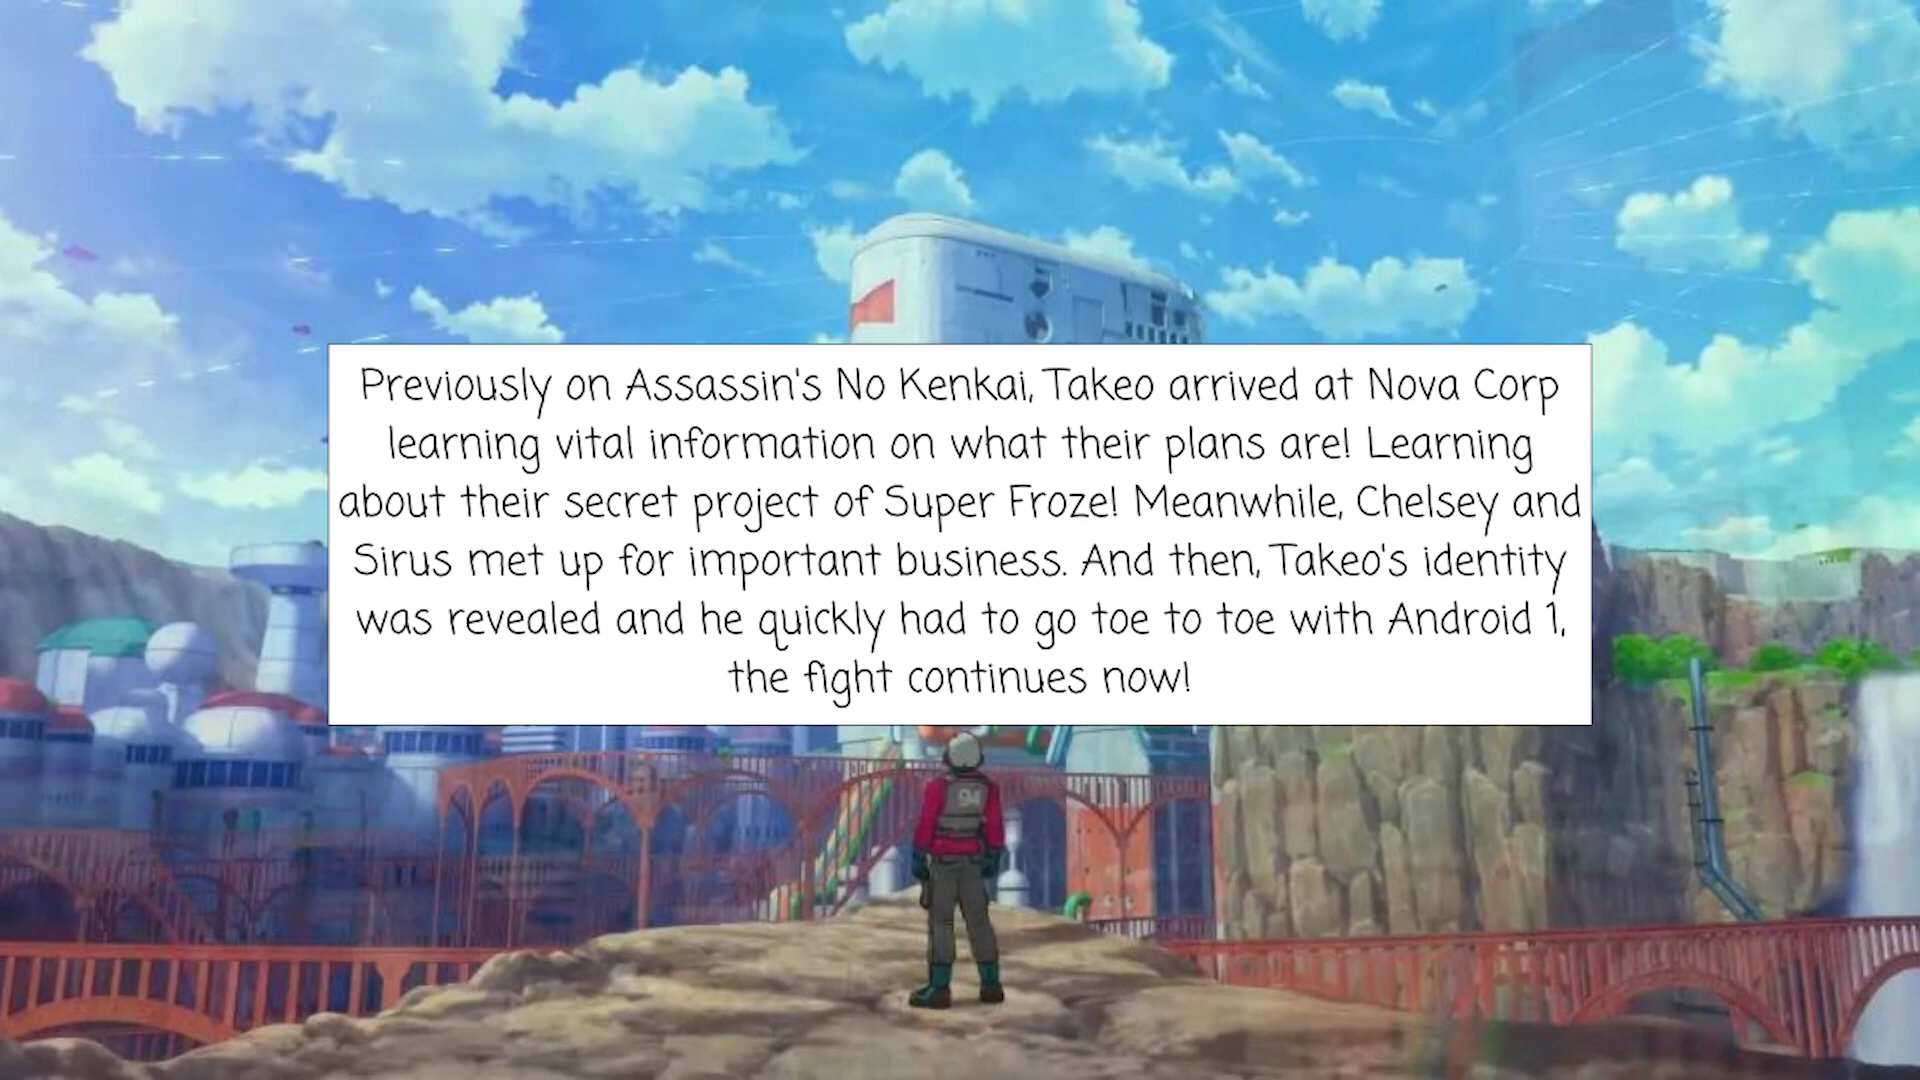 Previously on Assassin's No Kenkai, Takeo arrived at Nova Corp
learning vital information on what their plans are! Learning
about their secret project of Super Froze! Meanwhile, Chelsey and
Sirus met up for important business. And then, Takeo's identity
was revealed and he quickly had to go toe to toe with Android 1,
the fight continues now!
94